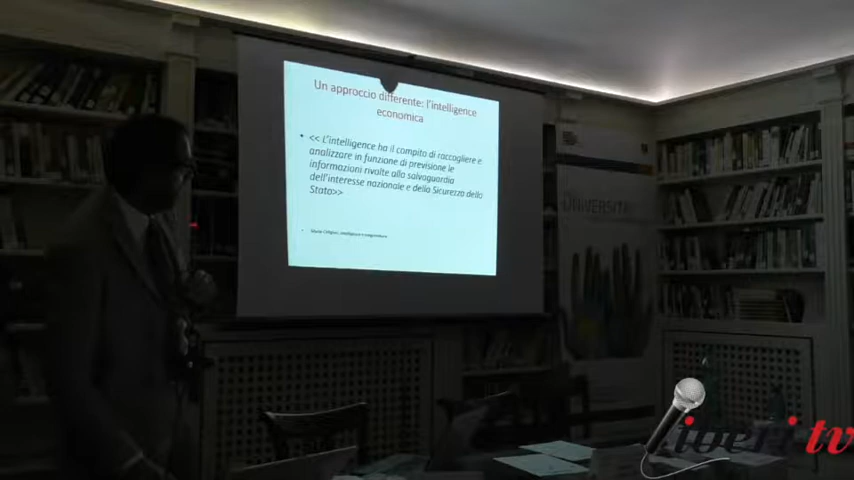 Un approccio differente: l'intelligence
economica
• << L'intelligence ha il compito di raccogliere e
analizzare in funzione di previsione le
informazioni rivolte alla salvaguardia
dell'interesse nazionale e della Sicurezza dello
Stato>>
UNIVERSITÀ
liberi tv